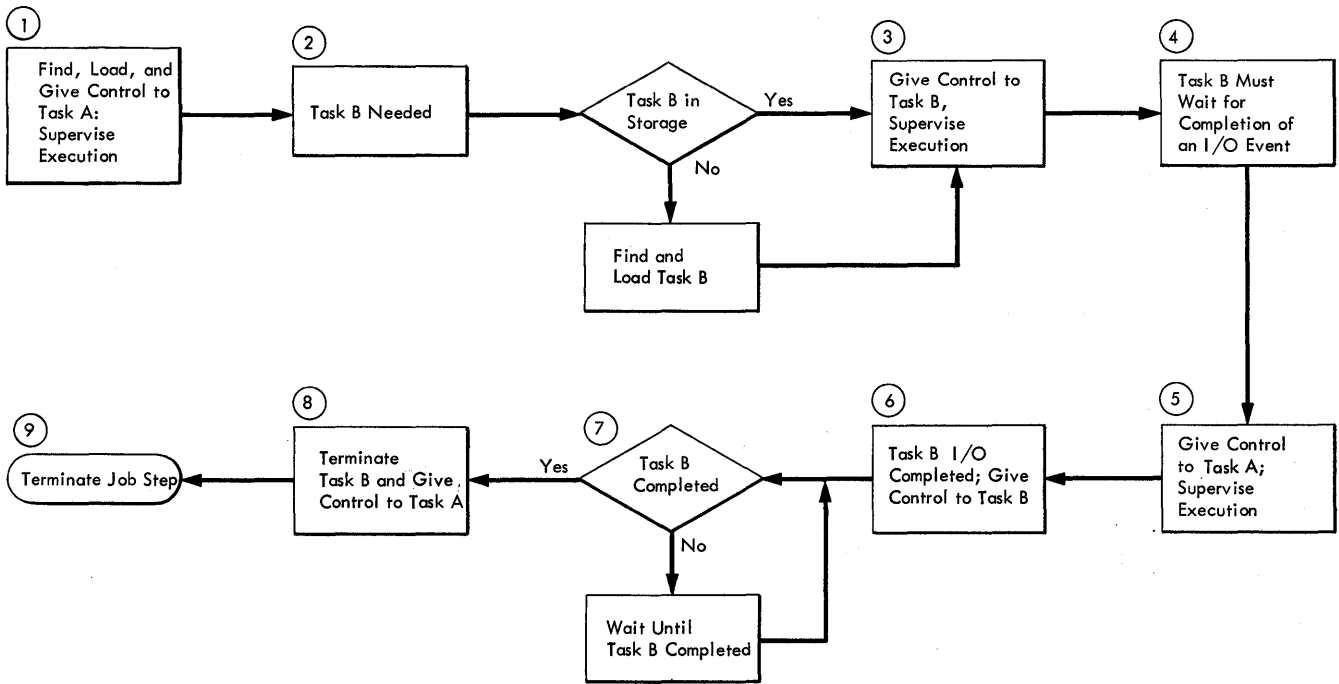 1
Find, Load, and
Give Control to
Task A:
Supervise
Execution
2
Task B Needed
Task B in
Storage
Yes
No
Find and
Load Task B
3
Give Control to
Task B,
Supervise
Execution
4
Task B Must
Wait for
Completion of
an I/O Event
5
Give Control
to Task A;
Supervise
Execution
6
Task B I/O
Completed; Give
Control to Task B
7
Task B
Completed
Yes
No
Wait Until
Task B Completed
8
Terminate
Task B and Give
Control to Task A
9
Terminate Job Step